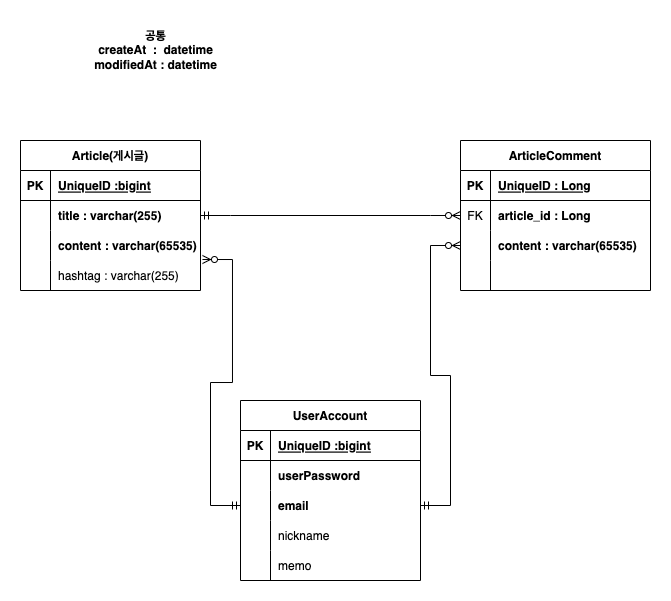 공통
createAt : datetime
modifiedAt : datetime
Article(게시글)
PK UniqueID :bigint
title : varchar(255)
content : varchar(65535)
hashtag : varchar(255)
ArticleComment
PK UniqueID : Long
FK article_id : Long
content : varchar(65535)
UserAccount
PK UniqueID :bigint
userPassword
email
nickname
memo